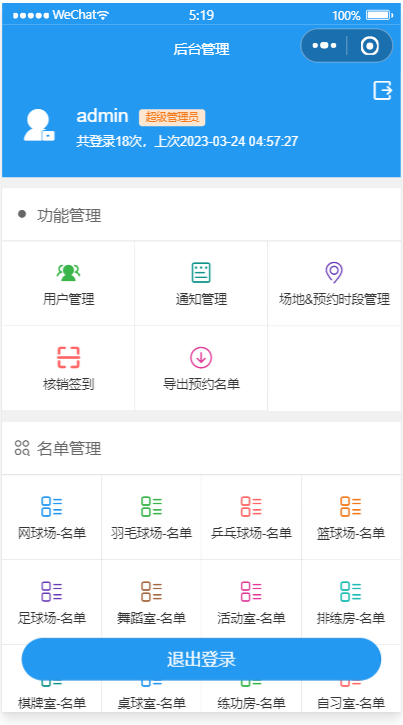 WeChat 5:19 100%
后台管理
admin 超级管理员
共登录18次，上次2023-03-24 04:57:27
功能管理
用户管理 通知管理 场地&预约时段管理
核销签到 导出预约名单
名单管理
网球场-名单 羽毛球场-名单 乒乓球场-名单 篮球场-名单
足球场-名单 舞蹈室-名单 活动室-名单 排练房-名单
退出登录
棋牌室-名单 桌球室-名单 练功房-名单 自习室-名单